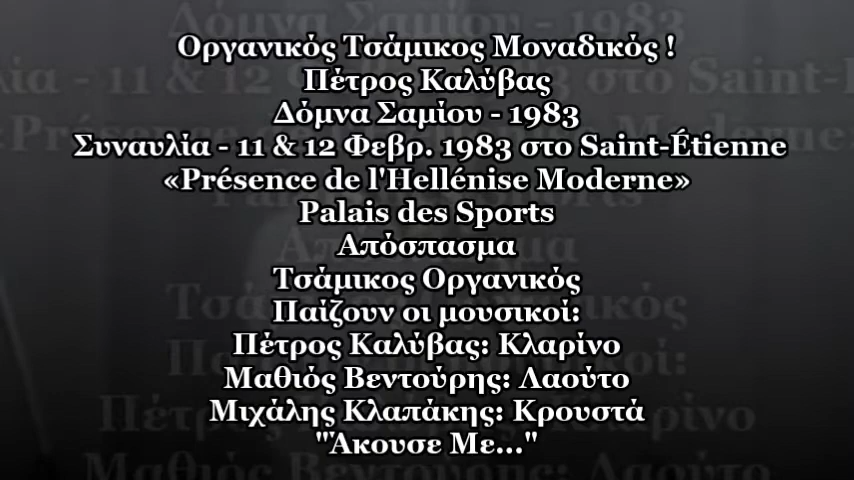 Οργανικός Τσάμικος Μοναδικός !
Πέτρος Καλύβας
Δόμνα Σαμίου - 1983
Συναυλία - 11 & 12 Φεβρ. 1983 στο Saint-Étienne
«Présence de l'Hellénise Moderne»
Palais des Sports
Απόσπασμα
Τσάμικος Οργανικός
Παίζουν οι μουσικοί:
Πέτρος Καλύβας: Κλαρίνο
Μαθιός Βεντούρης: Λαούτο
Μιχάλης Κλαπάκης: Κρουστά
"Άκουσε Με..."